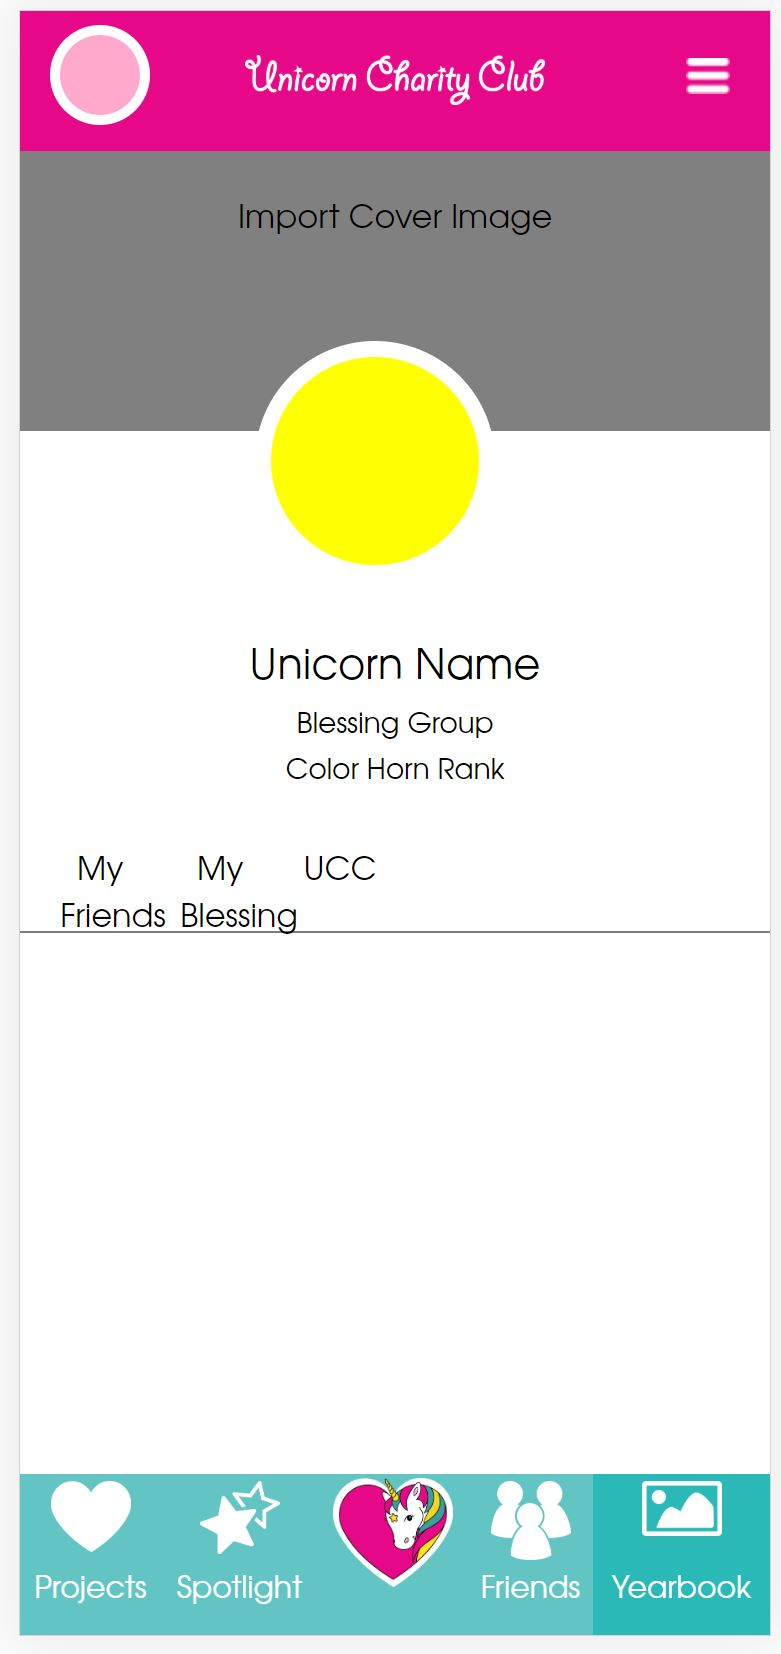 Unicorn Charity Club
Import Cover Image
Unicorn Name
Blessing Group
Color Horn Rank
My Friends
My Blessing
UCC
Projects
Spotlight
Friends
Yearbook